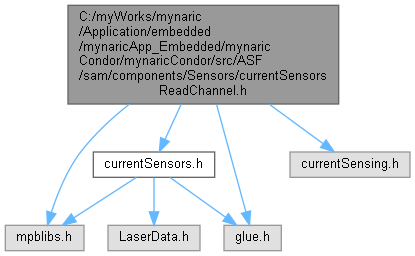 C:/myWorks/mynaric
/Application/embedded
/mynaricApp_Embedded/mynaric
Condor/mynaricCondor/src/ASF
/sam/components/Sensors/currentSensors
ReadChannel.h
currentSensors.h
currentSensing.h
mpblibs.h
LaserData.h
glue.h